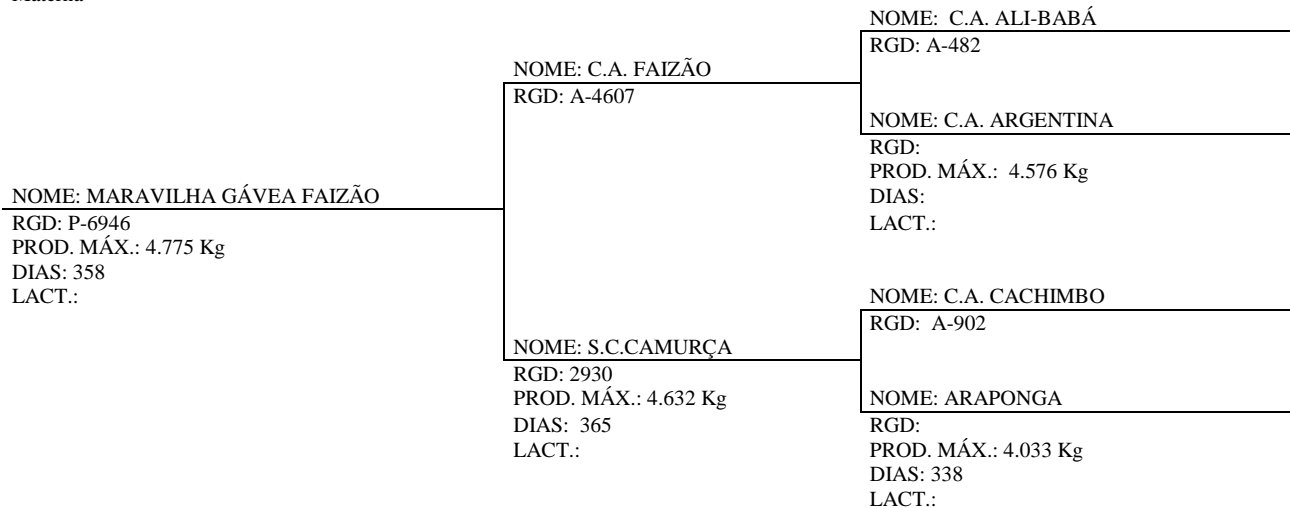 NOME: C.A. ALI-BABÁ
RGD: A-482
NOME: C.A. FAIZÃO
RGD: A-4607
NOME: C.A. ARGENTINA
RGD:
PROD. MÁX.: 4.576 Kg
DIAS:
LACT.:
NOME: MARAVILHA GÁVEA FAIZÃO
RGD: P-6946
PROD. MÁX.: 4.775 Kg
DIAS: 358
LACT.:
NOME: C.A. CACHIMBO
RGD: A-902
NOME: S.C.CAMURÇA
RGD: 2930
PROD. MÁX.: 4.632 Kg
DIAS: 365
LACT.:
NOME: ARAPONGA
RGD:
PROD. MÁX.: 4.033 Kg
DIAS: 338
LACT.: